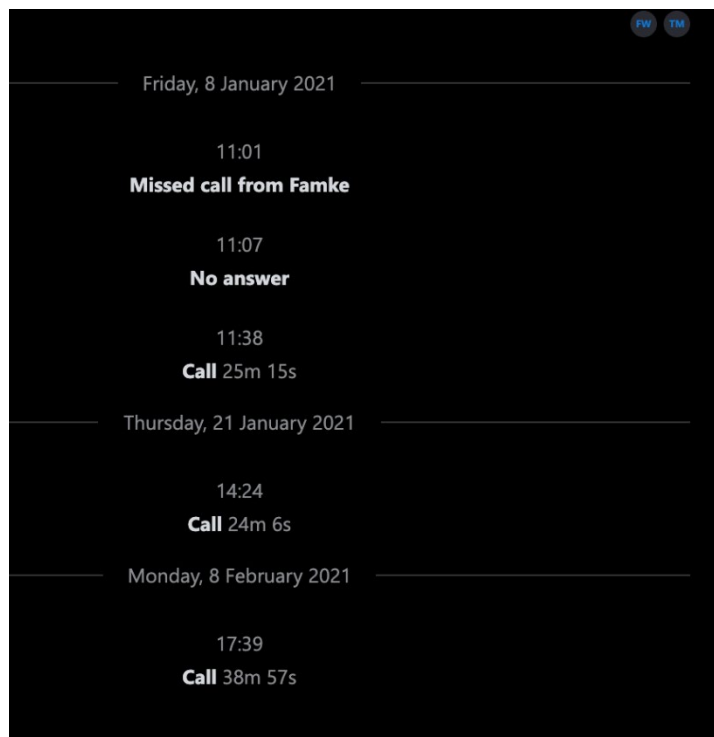 FW TM
Friday, 8 January 2021
11:01
Missed call from Famke
11:07
No answer
11:38
Call 25m 15s
Thursday, 21 January 2021
14:24
Call 24m 6s
Monday, 8 February 2021
17:39
Call 38m 57s